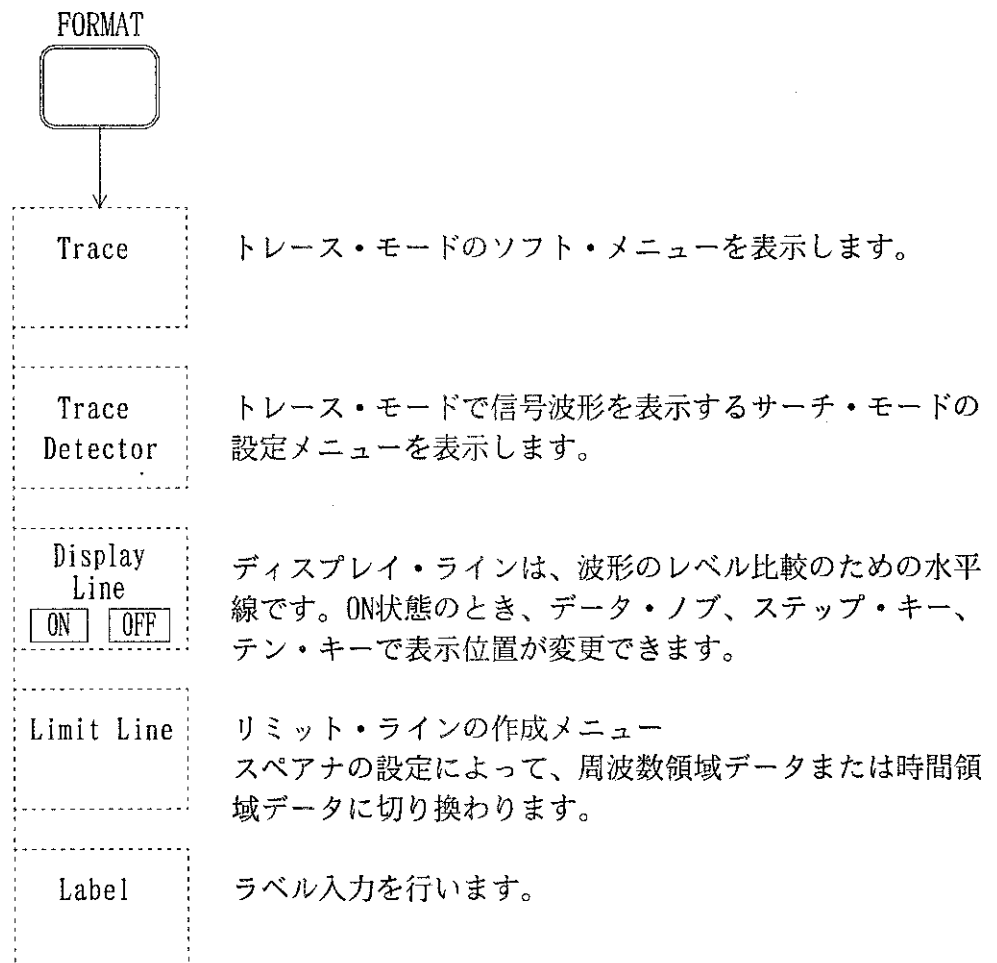 FORMAT
Trace
トレース・モードのソフト・メニューを表示します。
Trace
Detector
トレース・モードで信号波形を表示するサーチ・モードの
設定メニューを表示します。
Display
Line
ON OFF
ディスプレイ・ラインは、波形のレベル比較のための水平
線です。ON状態のとき、データ・ノブ、ステップ・キー、
テン・キーで表示位置が変更できます。
Limit Line
リミット・ラインの作成メニュー
スペアナの設定によって、周波数領域データまたは時間領
域データに切り換わります。
Label
ラベル入力を行います。